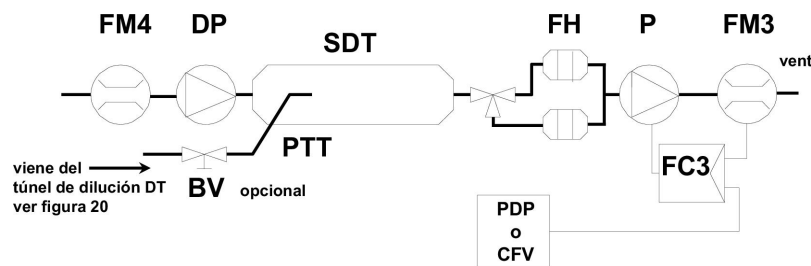 FM4
DP
SDT
FH
P
FM3
vent
PTT
viene del
túnel de dilución DT
ver figura 20
BV
opcional
FC3
PDP
o
CFV